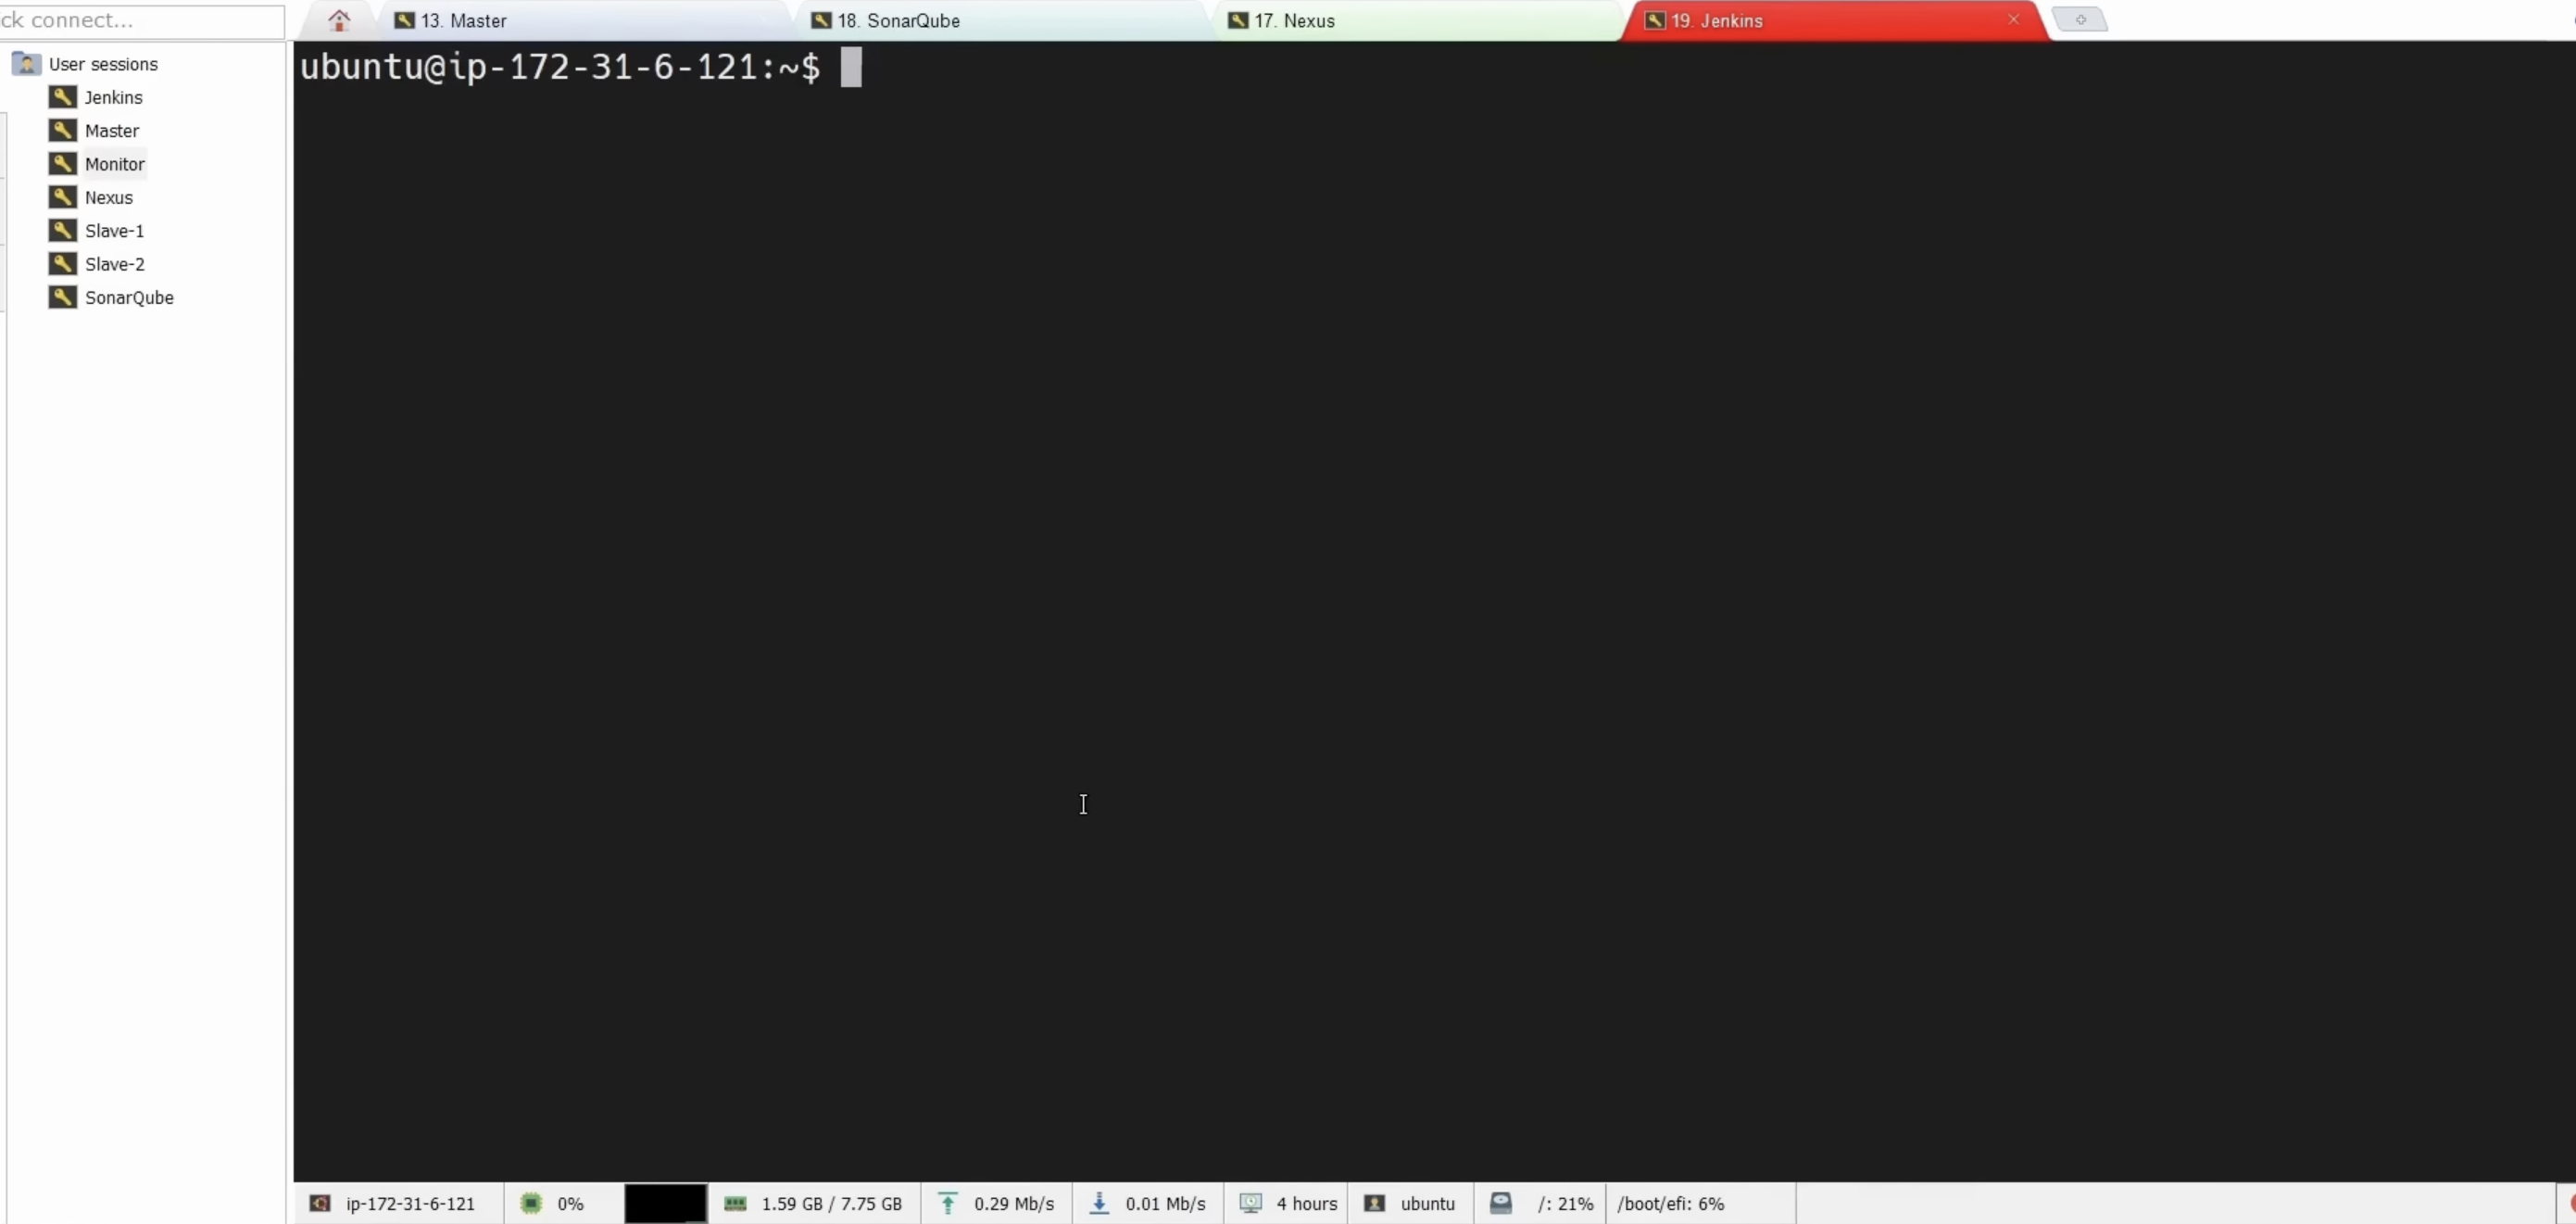 ck connect...
13. Master
18. SonarQube
17. Nexus
19. Jenkins
User sessions
Jenkins
Master
Monitor
Nexus
Slave-1
Slave-2
SonarQube
ubuntu@ip-172-31-6-121:~$
ip-172-31-6-121 0% 1.59 GB / 7.75 GB 0.29 Mb/s 0.01 Mb/s 4 hours ubuntu /: 21% /boot/efi: 6%